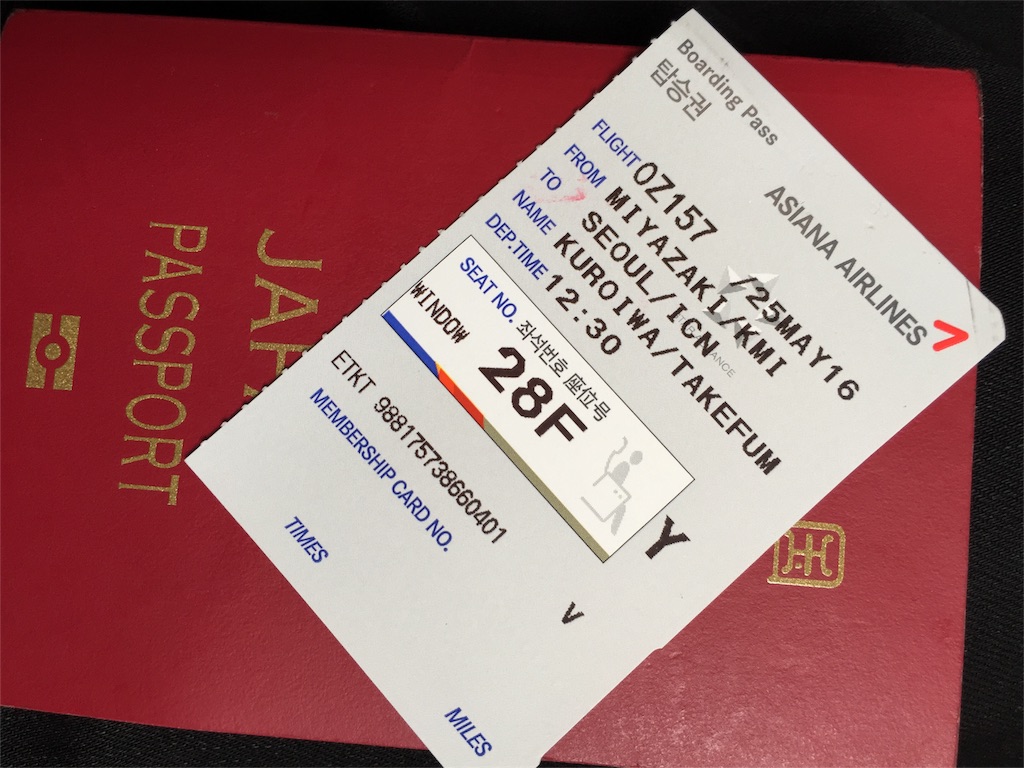 Boarding Pass
탑승권
ASIANA AIRLINES
FLIGHT OZ157 /25MAY16
FROM MIYAZAKI/KMI
TO SEOUL/ICN
NAME KUROIWA/TAKEFUM
DEP.TIME 12:30
SEAT NO. 좌석번호 座位号
WINDOW 28F
Y
ETKT 988175738660401
MEMBERSHIP CARD NO.
V
TIMES
MILES
PASSPORT